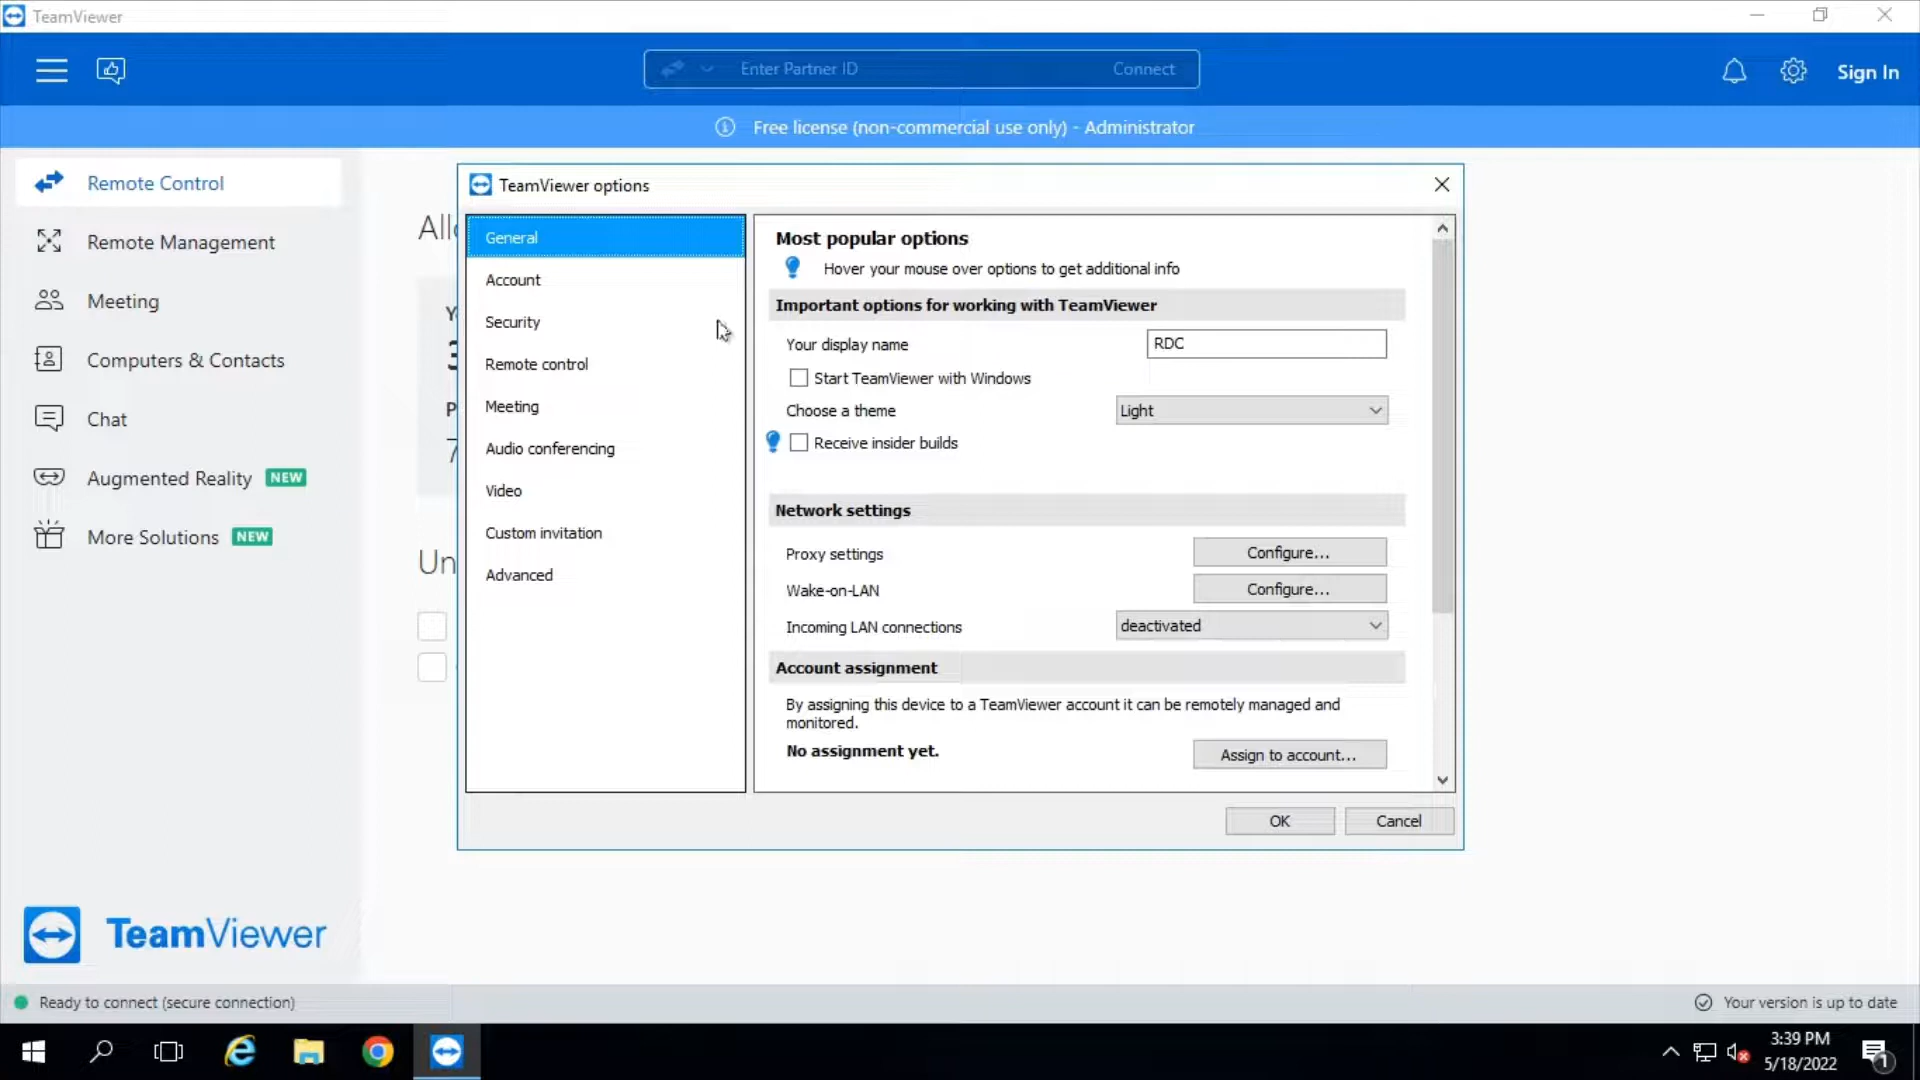 TeamViewer
Enter Partner ID
Connect
Sign In
Free license (non-commercial use only) - Administrator
Remote Control
Remote Management
Meeting
Computers & Contacts
Chat
Augmented Reality NEW
More Solutions NEW
Un
TeamViewer options
General
Account
Security
Remote control
Meeting
Audio conferencing
Video
Custom invitation
Advanced
Most popular options
Hover your mouse over options to get additional info
Important options for working with TeamViewer
Your display name RDC
Start TeamViewer with Windows
Choose a theme Light
Receive insider builds
Network settings
Proxy settings Configure...
Wake-on-LAN Configure...
Incoming LAN connections deactivated
Account assignment
By assigning this device to a TeamViewer account it can be remotely managed and
monitored.
No assignment yet. Assign to account...
OK Cancel
TeamViewer
Ready to connect (secure connection)
Your version is up to date
3:39 PM
5/18/2022
1